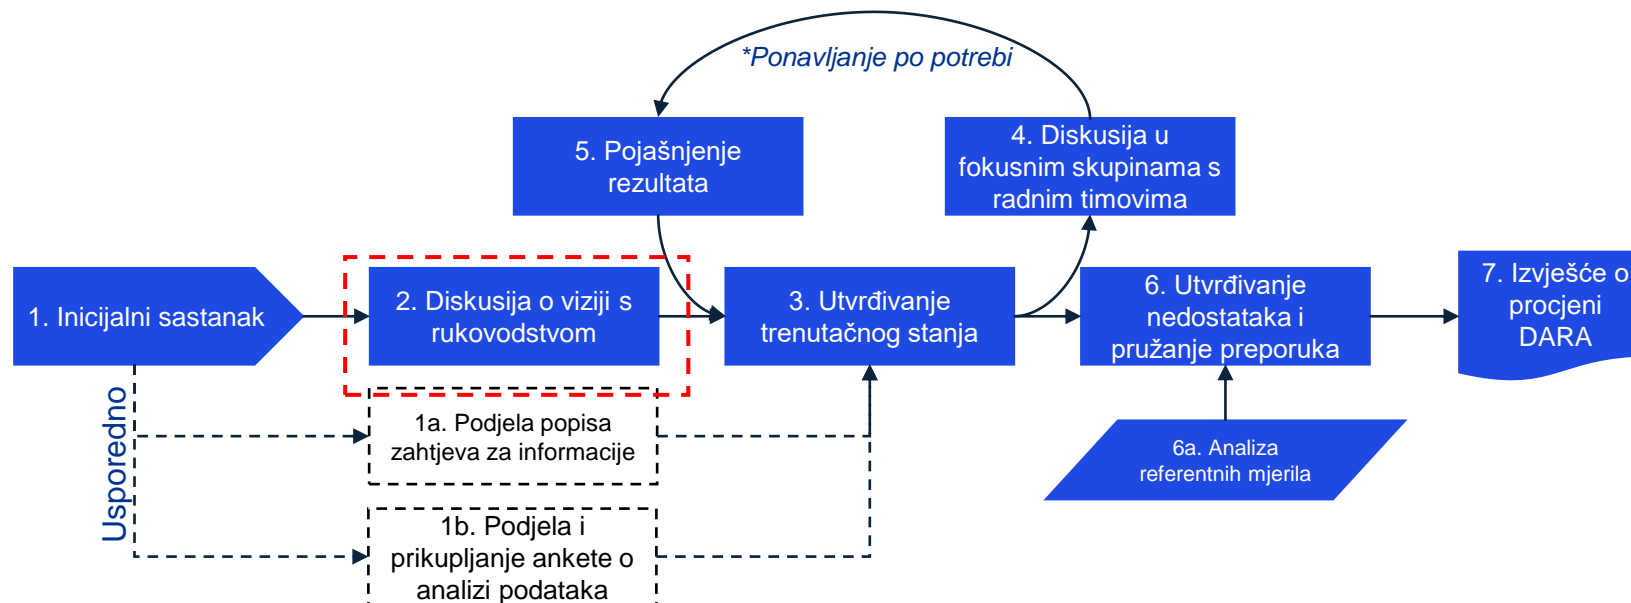 *Ponavljanje po potrebi
5. Pojašnjenje
rezultata
4. Diskusija u
fokusnim skupinama s
radnim timovima
1. Inicijalni sastanak
2. Diskusija o viziji s
rukovodstvom
3. Utvrđivanje
trenutačnog stanja
6. Utvrđivanje
nedostataka i
pružanje preporuka
7. Izvješće o
procjeni
DARA
Usporedno
1a. Podjela popisa
zahtjeva za informacije
6a. Analiza
referentnih mjerila
1b. Podjela i
prikupljanje ankete o
analizi podataka